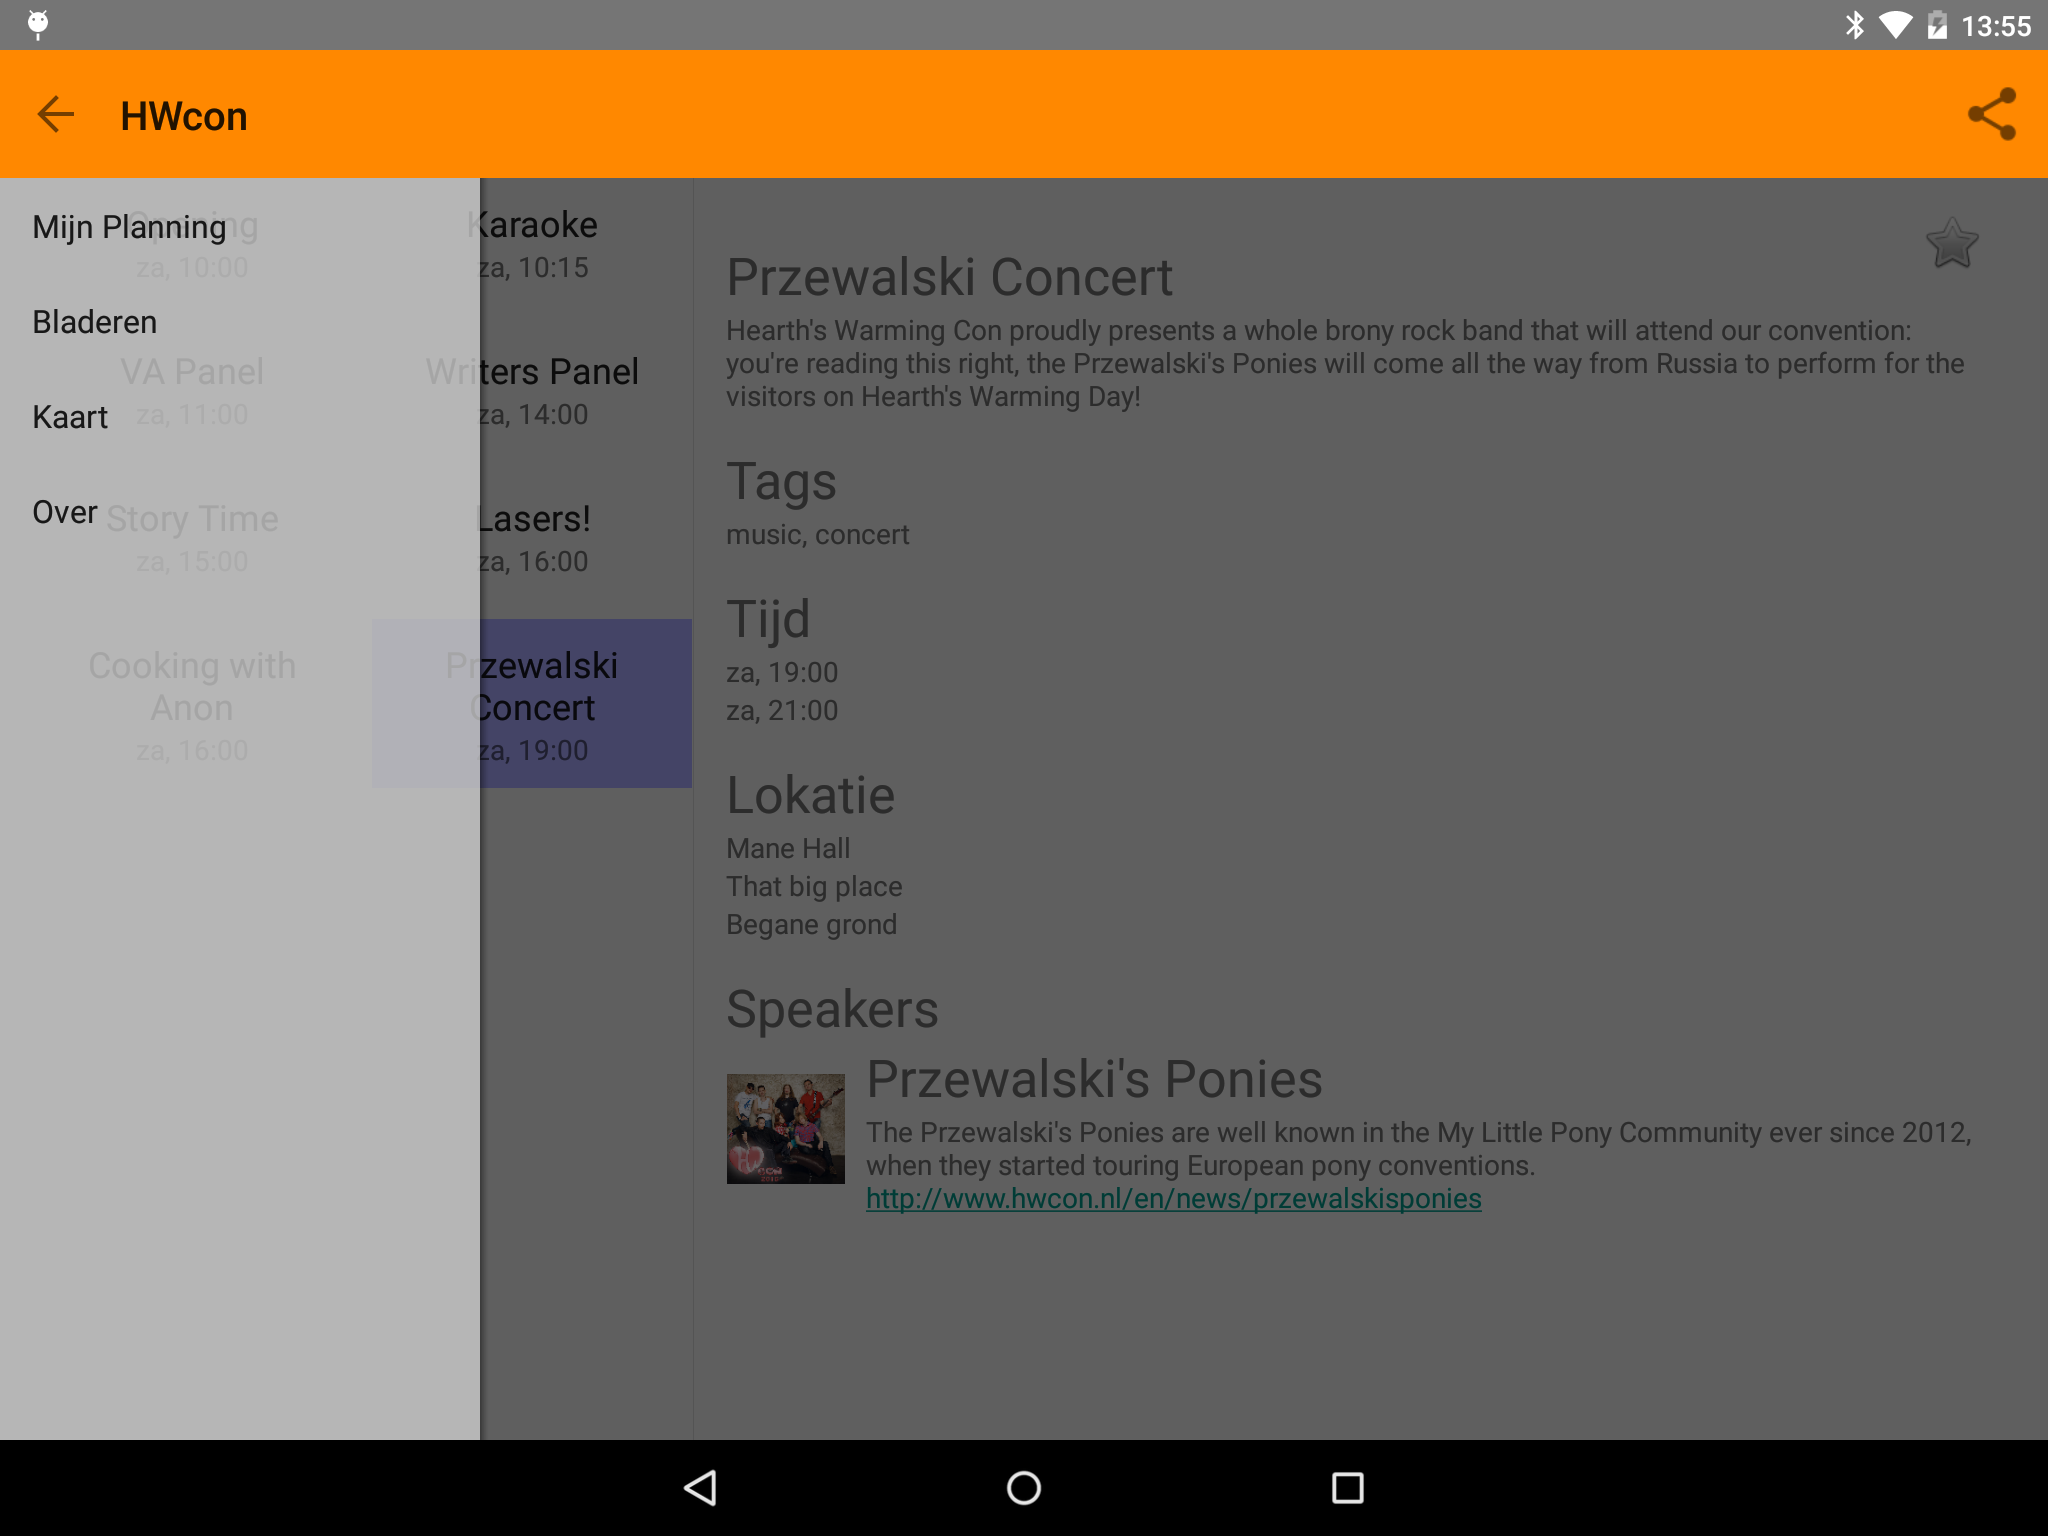 13:55
HWcon
Mijn Planning
Bladeren
Kaart
Over
Opening
za, 10:00
Karaoke
za, 10:15
VA Panel
za, 11:00
Writers Panel
za, 14:00
Story Time
za, 15:00
Lasers!
za, 16:00
Cooking with
Anon
za, 16:00
Przewalski
Concert
za, 19:00
Przewalski Concert
Hearth's Warming Con proudly presents a whole brony rock band that will attend our convention:
you're reading this right, the Przewalski's Ponies will come all the way from Russia to perform for the
visitors on Hearth's Warming Day!
Tags
music, concert
Tijd
za, 19:00
za, 21:00
Lokatie
Mane Hall
That big place
Begane grond
Speakers
Przewalski's Ponies
The Przewalski's Ponies are well known in the My Little Pony Community ever since 2012,
when they started touring European pony conventions.
http://www.hwcon.nl/en/news/przewalskisponies